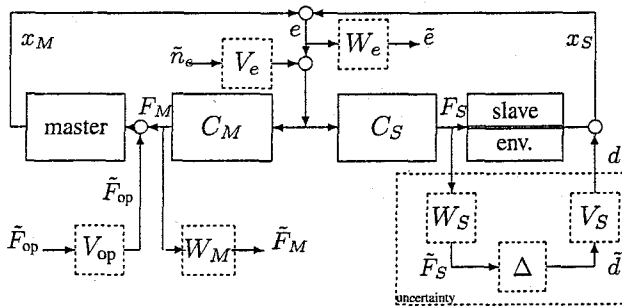 e
x_M
W_e
ẽ
x_S
ñ_e
V_e
F_M
F_S
master
C_M
C_S
slave
env.
F̃_op
d
F̃_op
V_op
W_M
F̃_M
W_S
V_S
F̃_S
Δ
d̃
uncertainty